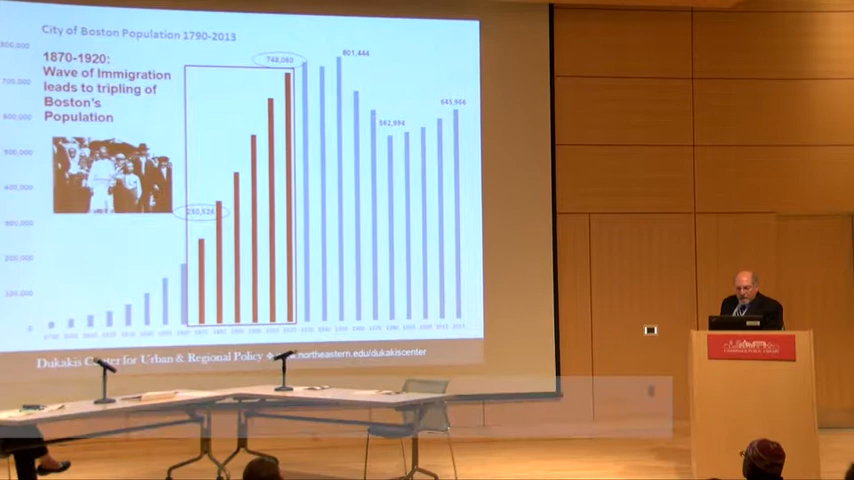 City of Boston Population 1790-2013
800,000
1870-1920:
Wave of Immigration
leads to tripling of
Boston's
Population
748,060
801,444
700,000
645,966
600,000
562,994
500,000
400,000
250,526
300,000
200,000
100,000
0
Dukakis Center for Urban & Regional Policy
northeastern.edu/dukakiscenter
CAMBRIDGE PUBLIC LIBRARY